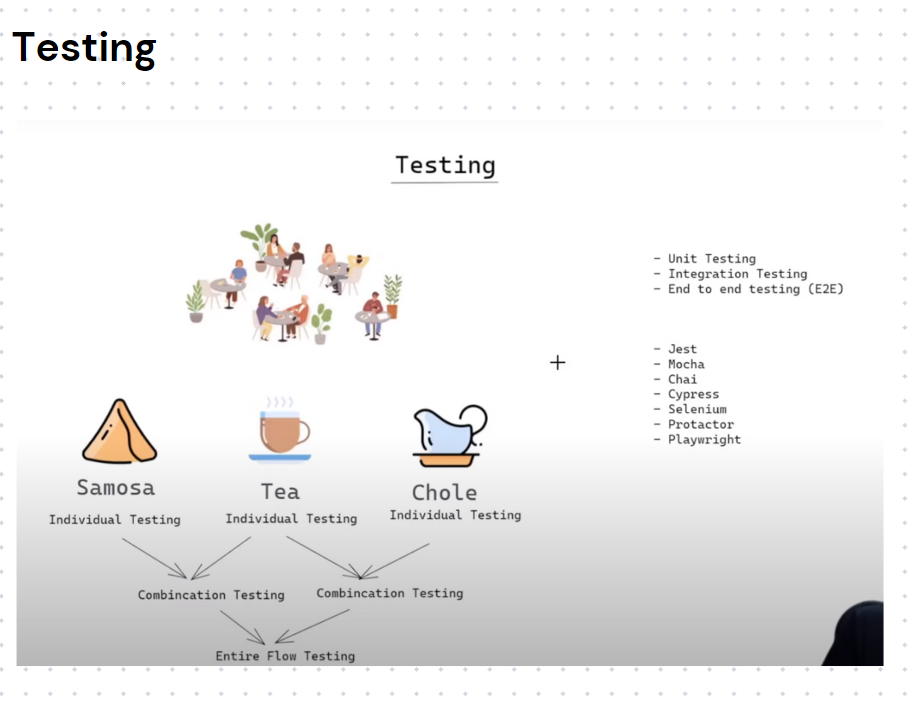 Testing
Testing
- Unit Testing
- Integration Testing
- End to end testing (E2E)
+
- Jest
- Mocha
- Chai
- Cypress
- Selenium
- Protactor
- Playwright
Samosa
Tea
Chole
Individual Testing
Individual Testing
Individual Testing
Combincation Testing
Combincation Testing
Entire Flow Testing